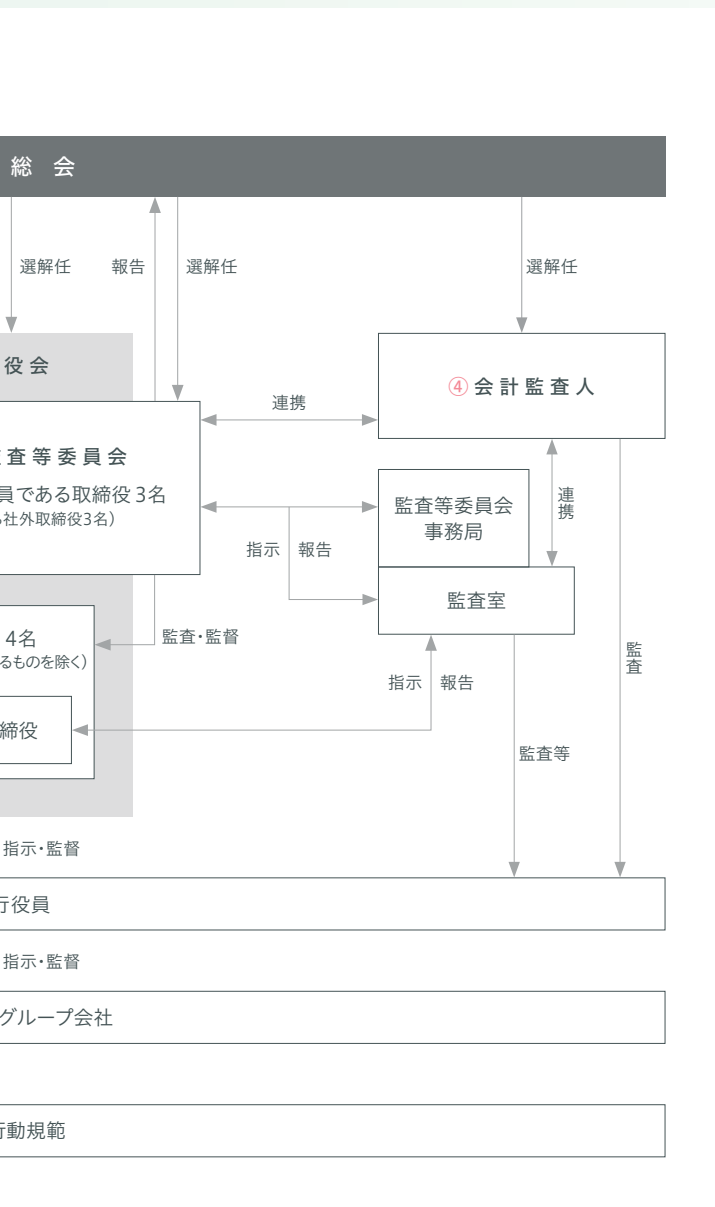 総 会
選解任
報告
選解任
選解任
役会
④会計監査人
連携
査等委員会
員である取締役 3名
社外取締役3名）
監査等委員会
事務局
連携
指示
報告
監査室
4名
るものを除く）
監査・監督
監査
指示
報告
締役
監査等
指示・監督
行役員
指示・監督
グループ会社
行動規範